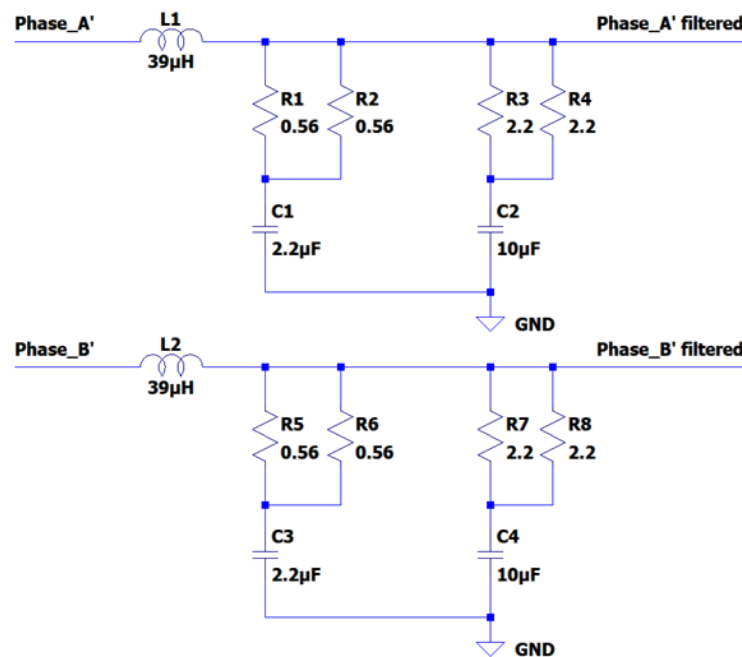 Phase_A'
L1
39µH
Phase_A' filtered
R1
0.56
R2
0.56
R3
2.2
R4
2.2
C1
2.2µF
C2
10µF
GND
Phase_B'
L2
39µH
Phase_B' filtered
R5
0.56
R6
0.56
R7
2.2
R8
2.2
C3
2.2µF
C4
10µF
GND